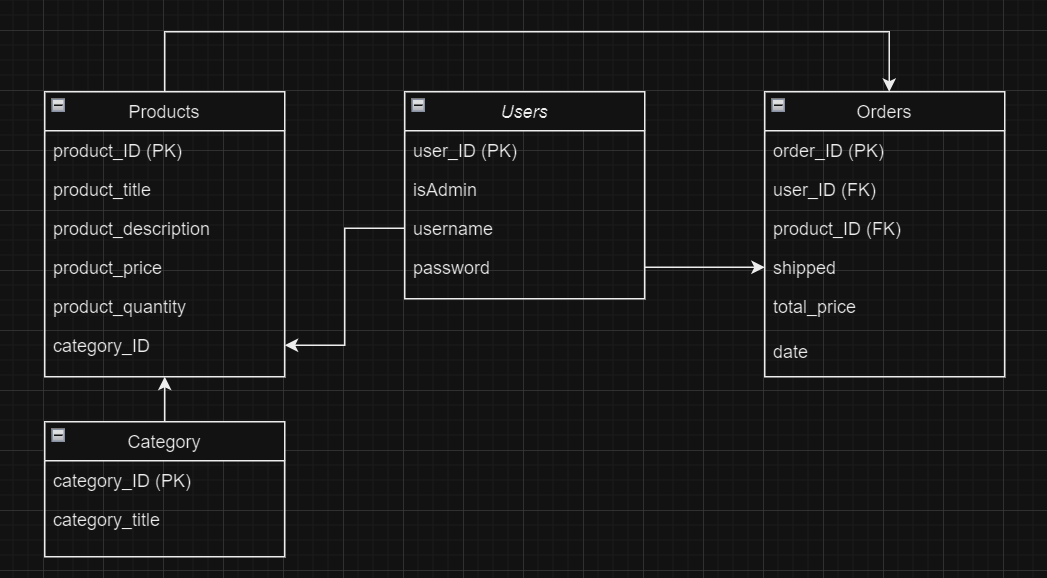 Products
product_ID (PK)
product_title
product_description
product_price
product_quantity
category_ID
Users
user_ID (PK)
isAdmin
username
password
Orders
order_ID (PK)
user_ID (FK)
product_ID (FK)
shipped
total_price
date
Category
category_ID (PK)
category_title